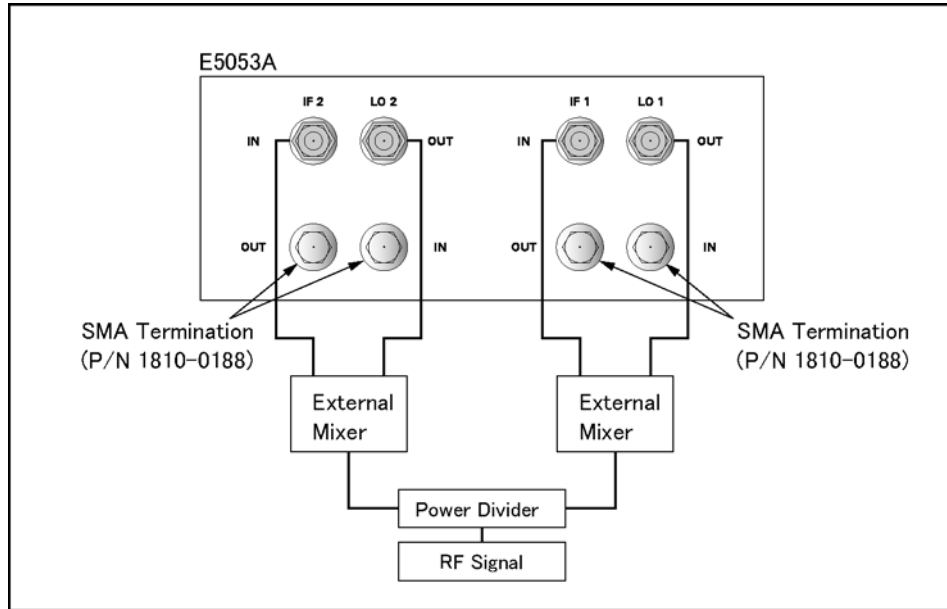 E5053A
IF 2 LO 2 IF 1 LO 1
IN OUT IN OUT
OUT IN OUT IN
SMA Termination
(P/N 1810-0188)
SMA Termination
(P/N 1810-0188)
External
Mixer
External
Mixer
Power Divider
RF Signal